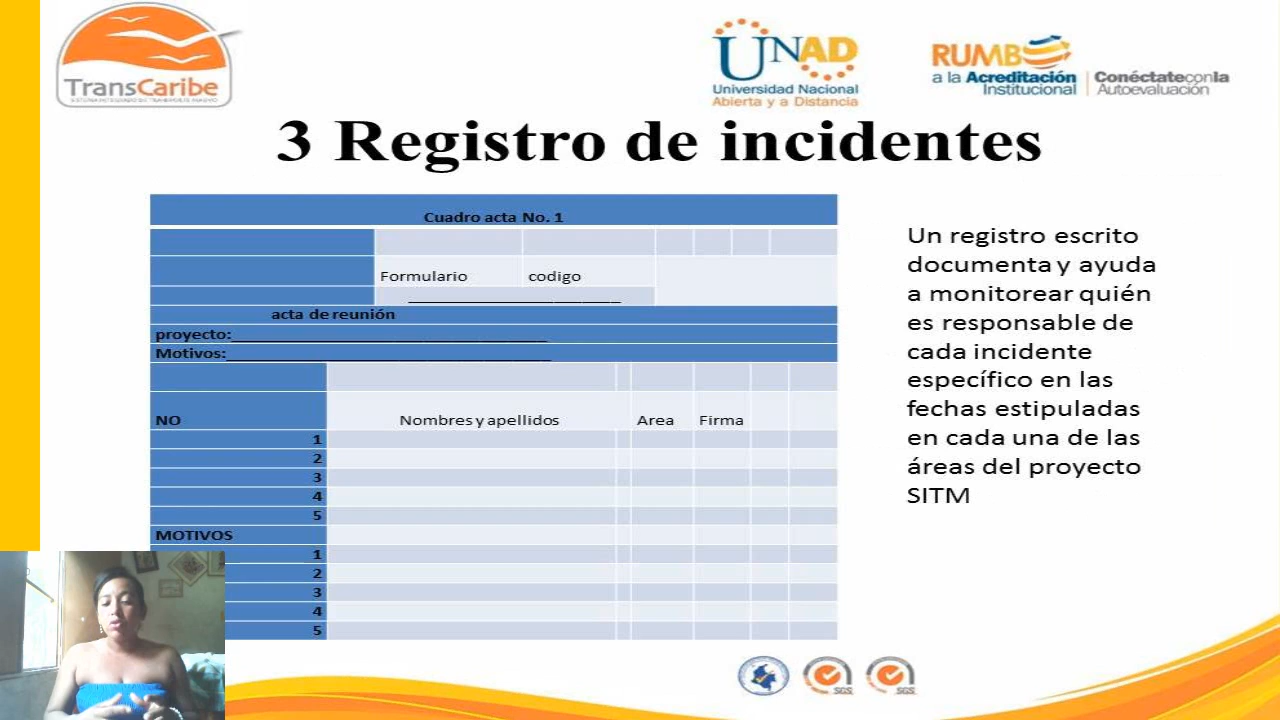 TransCaribe
UNAD
Universidad Nacional
Abierta y a Distancia
RUMBO
a la Acreditación
Institucional
Conéctateconla
Autoevaluación
3 Registro de incidentes
Cuadro acta No. 1
Formulario codigo
acta de reunión
proyecto:
Motivos:
NO Nombres y apellidos Area Firma
1
2
3
4
5
MOTIVOS
1
2
3
4
5
Un registro escrito
documenta y ayuda
a monitorear quién
es responsable de
cada incidente
específico en las
fechas estipuladas
en cada una de las
áreas del proyecto
SITM
SGS
SGS